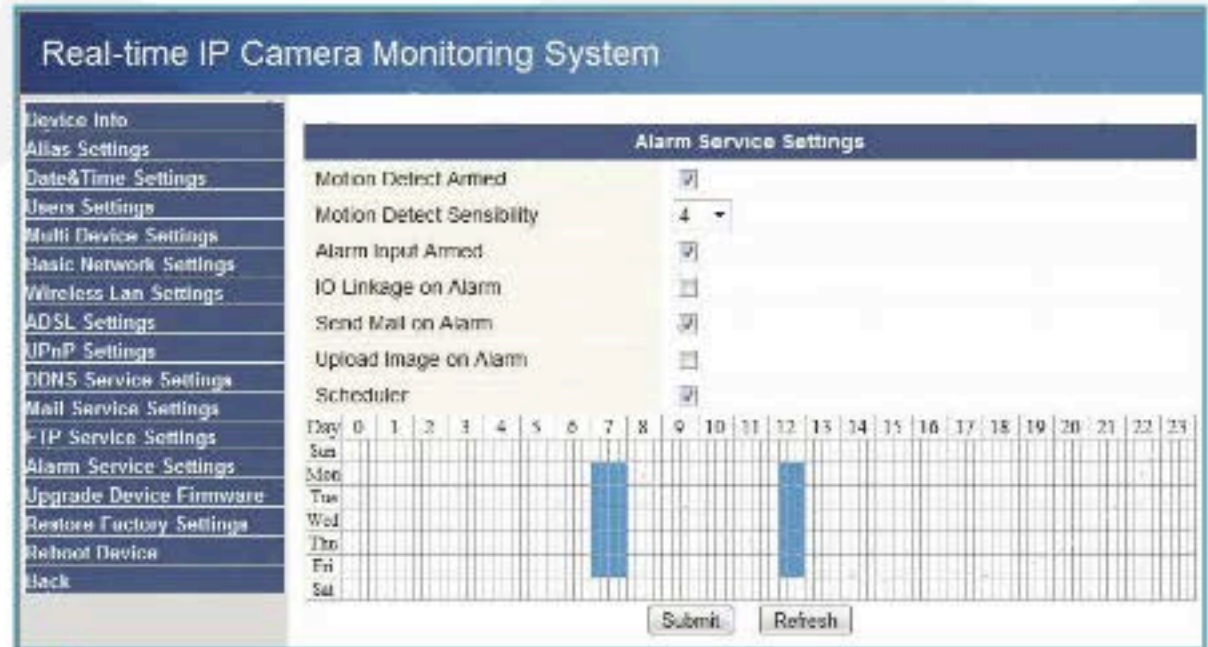 Real-time IP Camera Monitoring System
Device Info
Alias Settings
Date&Time Settings
Users Settings
Multi Device Settings
Basic Network Settings
Wireless Lan Settings
ADSL Settings
UPnP Settings
DDNS Service Settings
Mail Service Settings
FTP Service Settings
Alarm Service Settings
Upgrade Device Firmware
Restore Factory Settings
Reboot Device
Back
Alarm Service Settings
Motion Detect Armed
Motion Detect Sensibility 4
Alarm Input Armed
IO Linkage on Alarm
Send Mail on Alarm
Upload Image on Alarm
Scheduler
Day 0 1 2 3 4 5 6 7 8 9 10 11 12 13 14 15 16 17 18 19 20 21 22 23
Sun
Mon
Tue
Wed
Thu
Fri
Sat
Submit Refresh